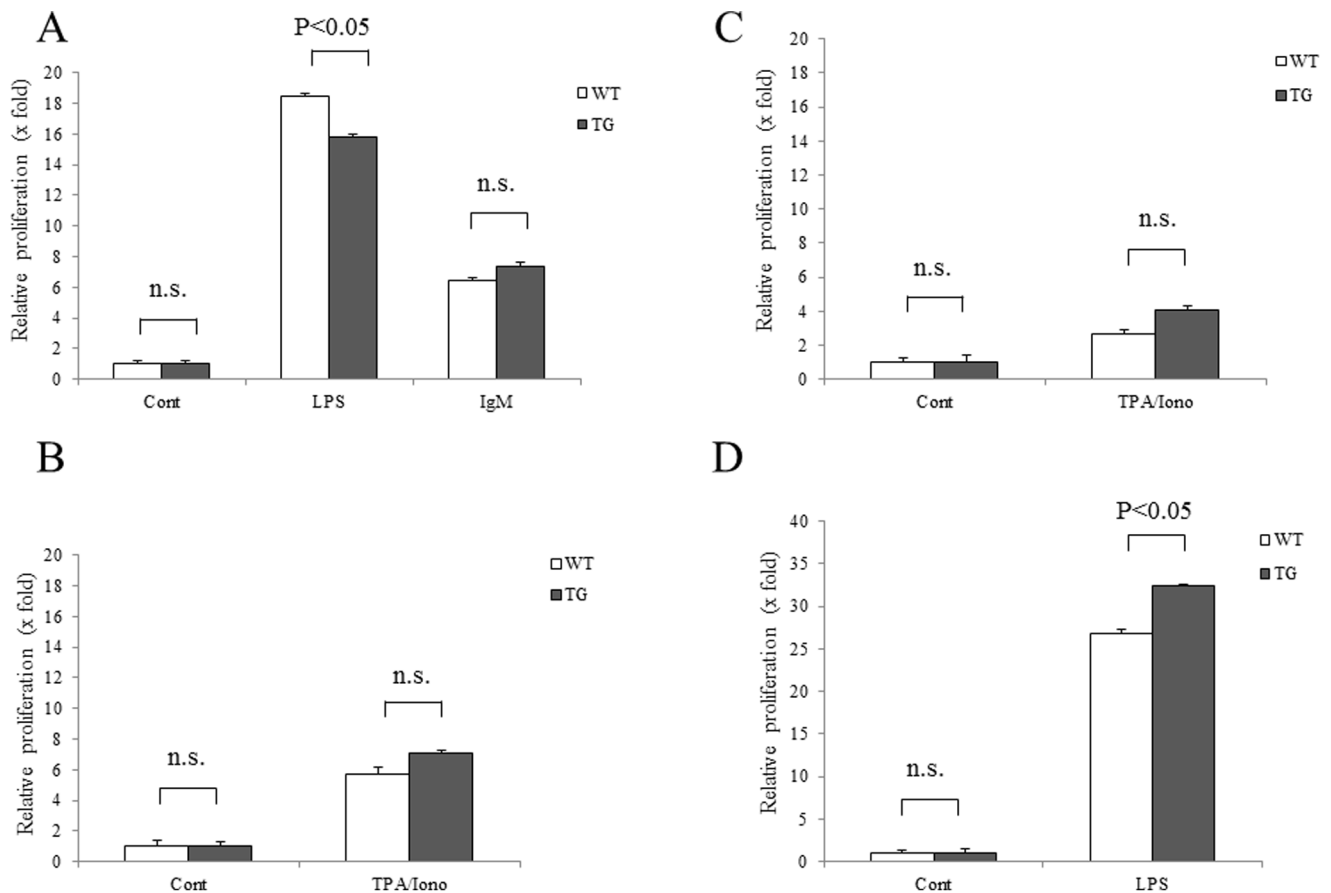 A
P<0.05
Relative proliferation (x fold)
20
18
16
14
12
10
8
6
4
2
0
WT
TG
n.s.
n.s.
Cont
LPS
IgM
B
Relative proliferation (x fold)
20
18
16
14
12
10
8
6
4
2
0
WT
TG
n.s.
n.s.
Cont
TPA/Iono
C
Relative proliferation (x fold)
20
18
16
14
12
10
8
6
4
2
0
WT
TG
n.s.
n.s.
Cont
TPA/Iono
D
P<0.05
Relative proliferation (x fold)
40
35
30
25
20
15
10
5
0
WT
TG
n.s.
Cont
LPS